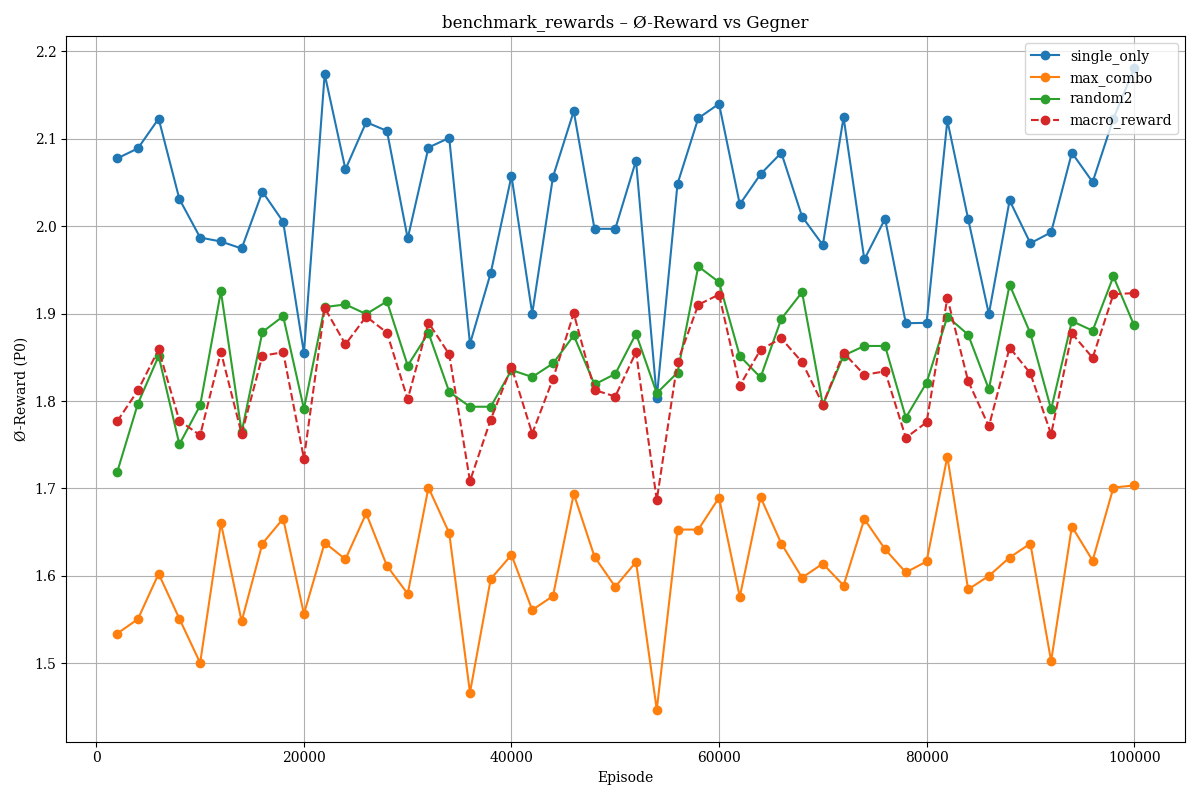 benchmark_rewards – Ø-Reward vs Gegner
single_only
max_combo
random2
macro_reward
Ø-Reward (P0)
2.2
2.1
2.0
1.9
1.8
1.7
1.6
1.5
0
20000
40000
60000
80000
100000
Episode